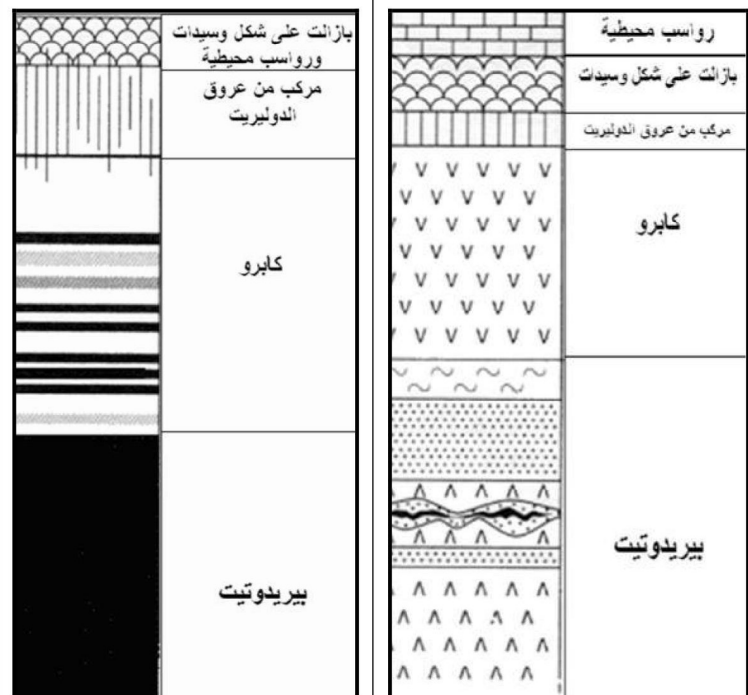 رواسب محيطية
بازالت على شكل وسيدات
مركب من عروق الدوليريت
كابرو
بيريدوتيت
بازالت على شكل وسيدات
ورواسب محيطية
مركب من عروق
الدوليريت
كابرو
بيريدوتيت